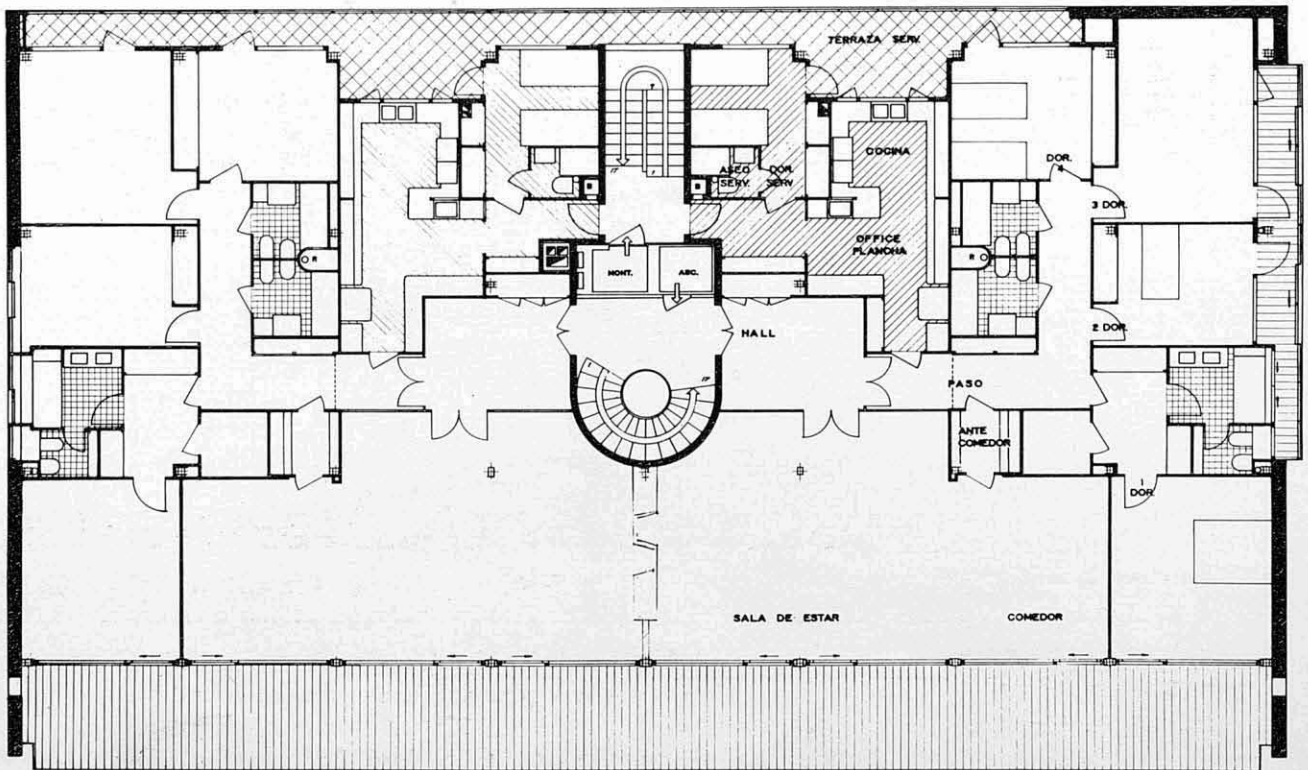 TERRAZA SERV.
COCINA
DOR.
4
ASEO
SERV.
DOR.
SERV
3 DOR.
OFFICE
PLANCHA
R
R
MONT.
ASC.
HALL
2 DOR.
PASO
ANTE
COMEDOR
1
DOR.
SALA DE ESTAR
COMEDOR